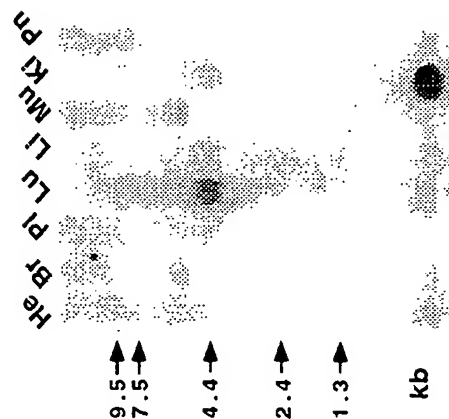 He Br Pl Lu Li Mu Ki Pn
9.5-
7.5-
4.4-
2.4-
1.3-
kb